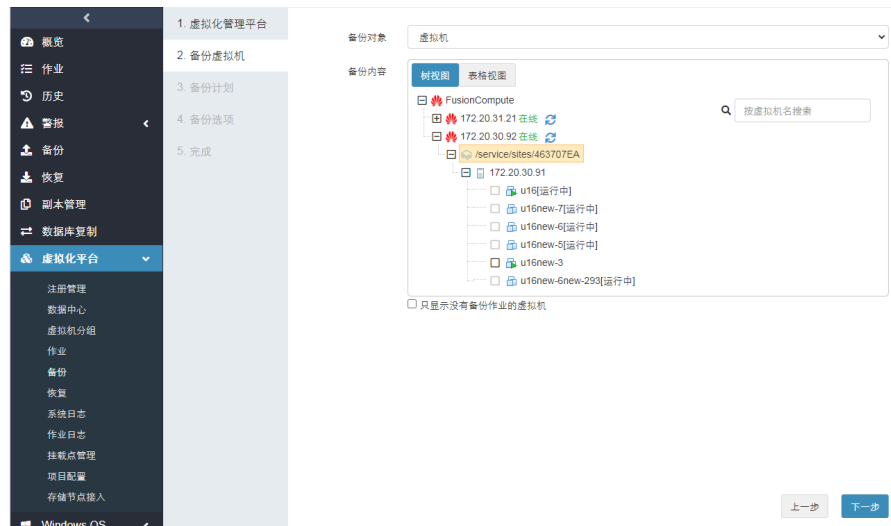 概览
作业
历史
警报
备份
恢复
副本管理
数据库复制
虚拟化平台
注册管理
数据中心
虚拟机分组
作业
备份
恢复
系统日志
作业日志
挂载点管理
项目配置
存储节点接入
Windows OS
1. 虚拟化管理平台
2. 备份虚拟机
3. 备份计划
4. 备份选项
5. 完成
备份对象
虚拟机
备份内容
树视图 表格视图
FusionCompute
172.20.31.21 在线
按虚拟机名搜索
172.20.30.92 在线
/service/sites/463707EA
172.20.30.91
u16[运行中]
u16new-7[运行中]
u16new-6[运行中]
u16new-5[运行中]
u16new-3
u16new-6new-293[运行中]
只显示没有备份作业的虚拟机
上一步 下一步